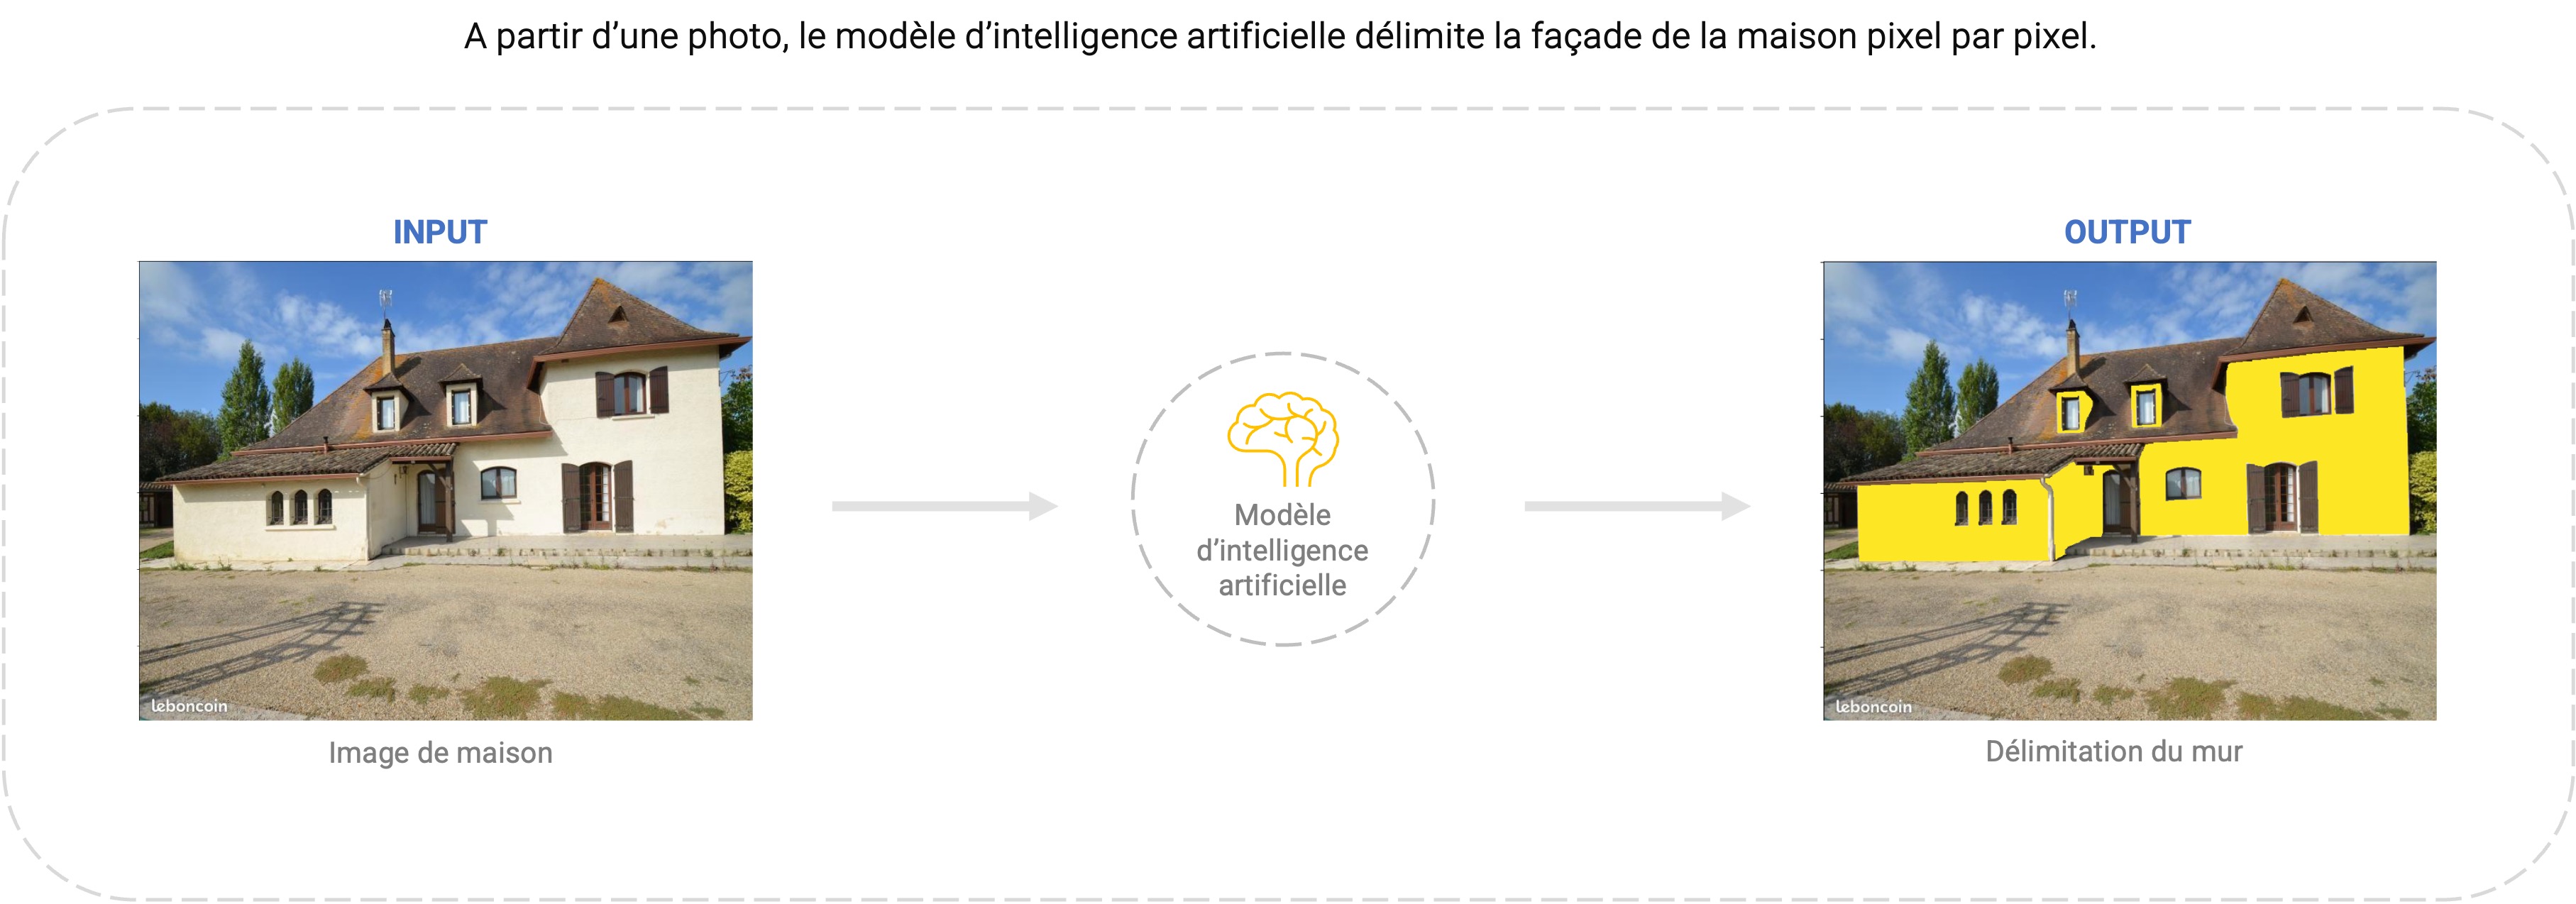 A partir d’une photo, le modèle d’intelligence artificielle délimite la façade de la maison pixel par pixel.
INPUT
OUTPUT
Modèle
d’intelligence
artificielle
leboncoin
leboncoin
Image de maison
Délimitation du mur